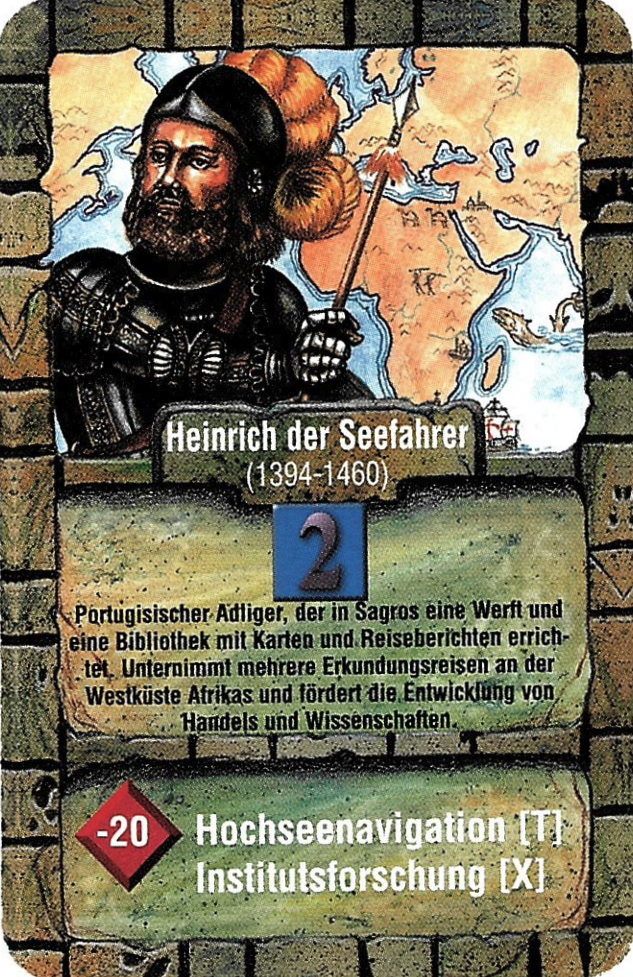 Heinrich der Seefahrer
(1394-1460)
2
Portugisischer Adliger, der in Sagros eine Werft und
eine Bibliothek mit Karten und Reiseberichten errich-
tet. Unternimmt mehrere Erkundungsreisen an der
Westküste Afrikas und fördert die Entwicklung von
Handels und Wissenschaften.
-20
Hochseenavigation [T]
Institutsforschung [X]